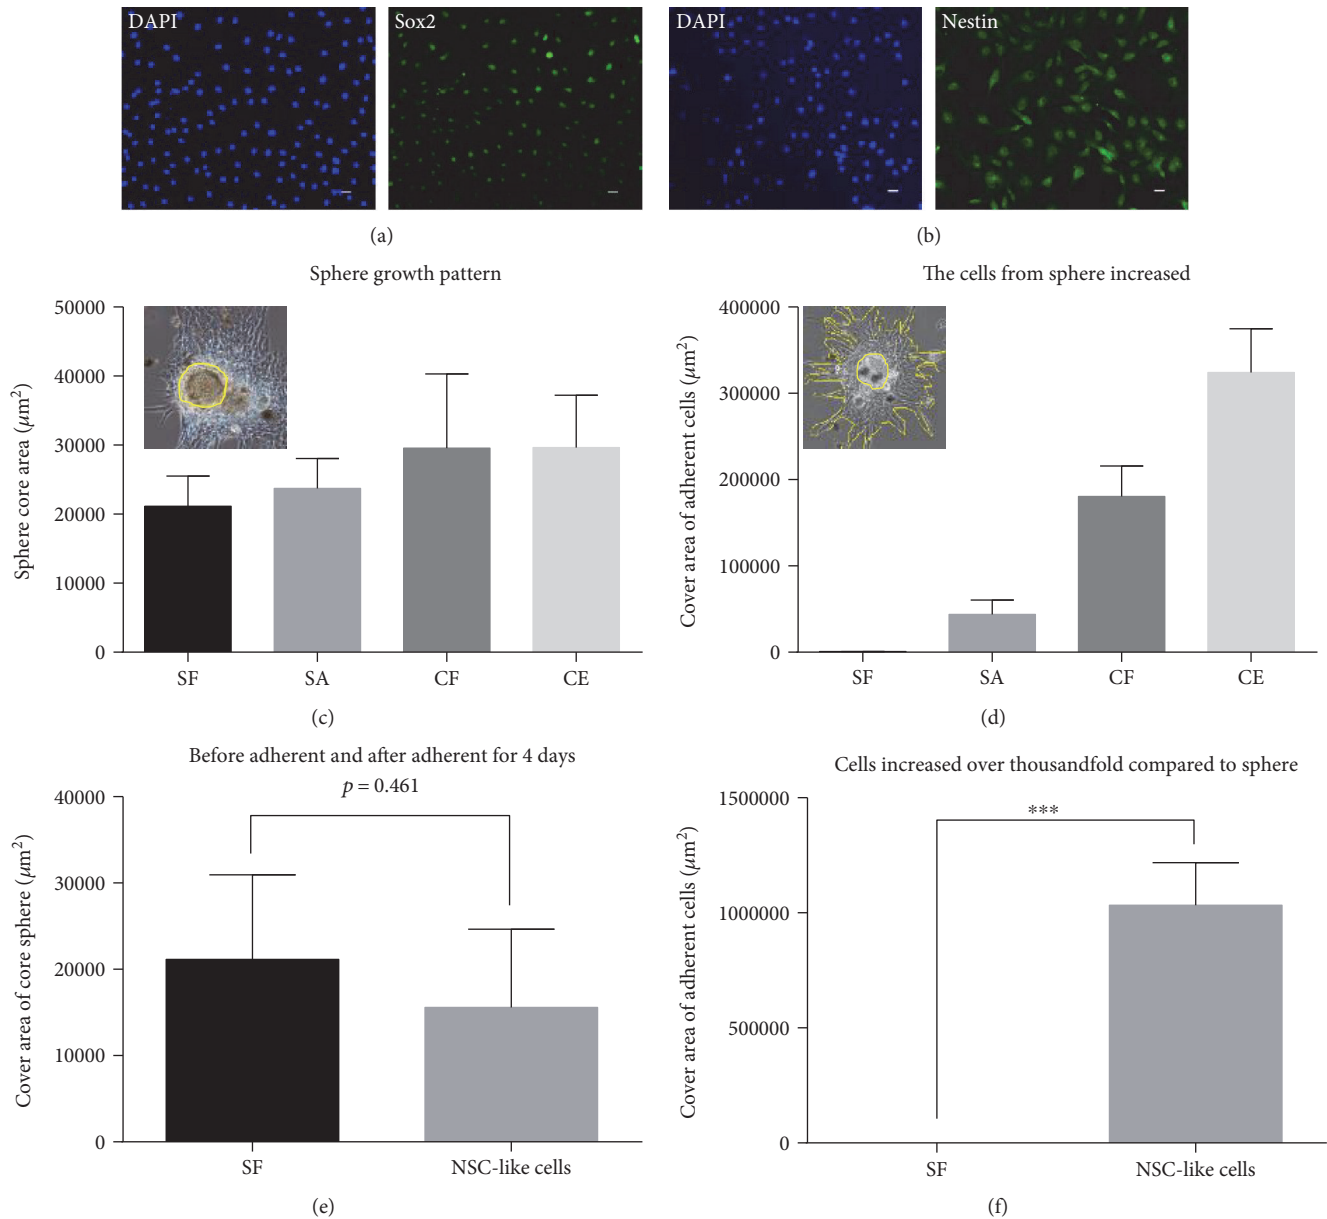 DAPI
Sox2
DAPI
Nestin
(a)
(b)
Sphere growth pattern
50000
40000
30000
20000
10000
0
Sphere core area (μm²)
SF
SA
CF
CE
(c)
The cells from sphere increased
400000
300000
200000
100000
0
Cover area of adherent cells (μm²)
SF
SA
CF
CE
(d)
Before adherent and after adherent for 4 days
p = 0.461
40000
30000
20000
10000
0
Cover area of core sphere (μm²)
SF
NSC-like cells
(e)
Cells increased over thousandfold compared to sphere
***
1500000
1000000
500000
0
Cover area of adherent cells (μm²)
SF
NSC-like cells
(f)